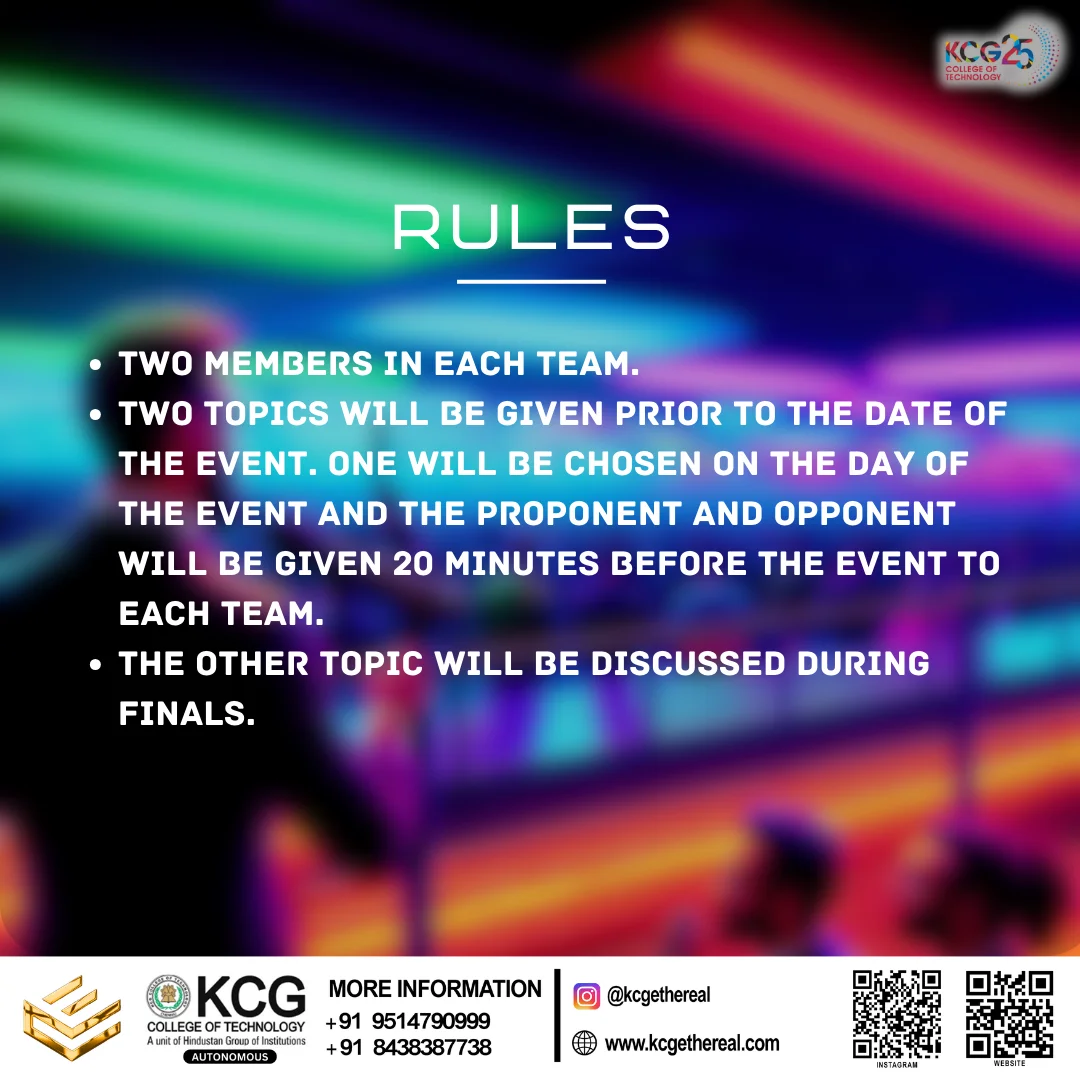 KCG25
COLLEGE OF
TECHNOLOGY
RULES
• TWO MEMBERS IN EACH TEAM.
• TWO TOPICS WILL BE GIVEN PRIOR TO THE DATE OF
THE EVENT. ONE WILL BE CHOSEN ON THE DAY OF
THE EVENT AND THE PROPONENT AND OPPONENT
WILL BE GIVEN 20 MINUTES BEFORE THE EVENT TO
EACH TEAM.
• THE OTHER TOPIC WILL BE DISCUSSED DURING
FINALS.
KCG
COLLEGE OF TECHNOLOGY
A unit of Hindustan Group of Institutions
AUTONOMOUS
MORE INFORMATION
+91 9514790999
+91 8438387738
@kcgethereal
www.kcgethereal.com
INSTAGRAM
WEBSITE